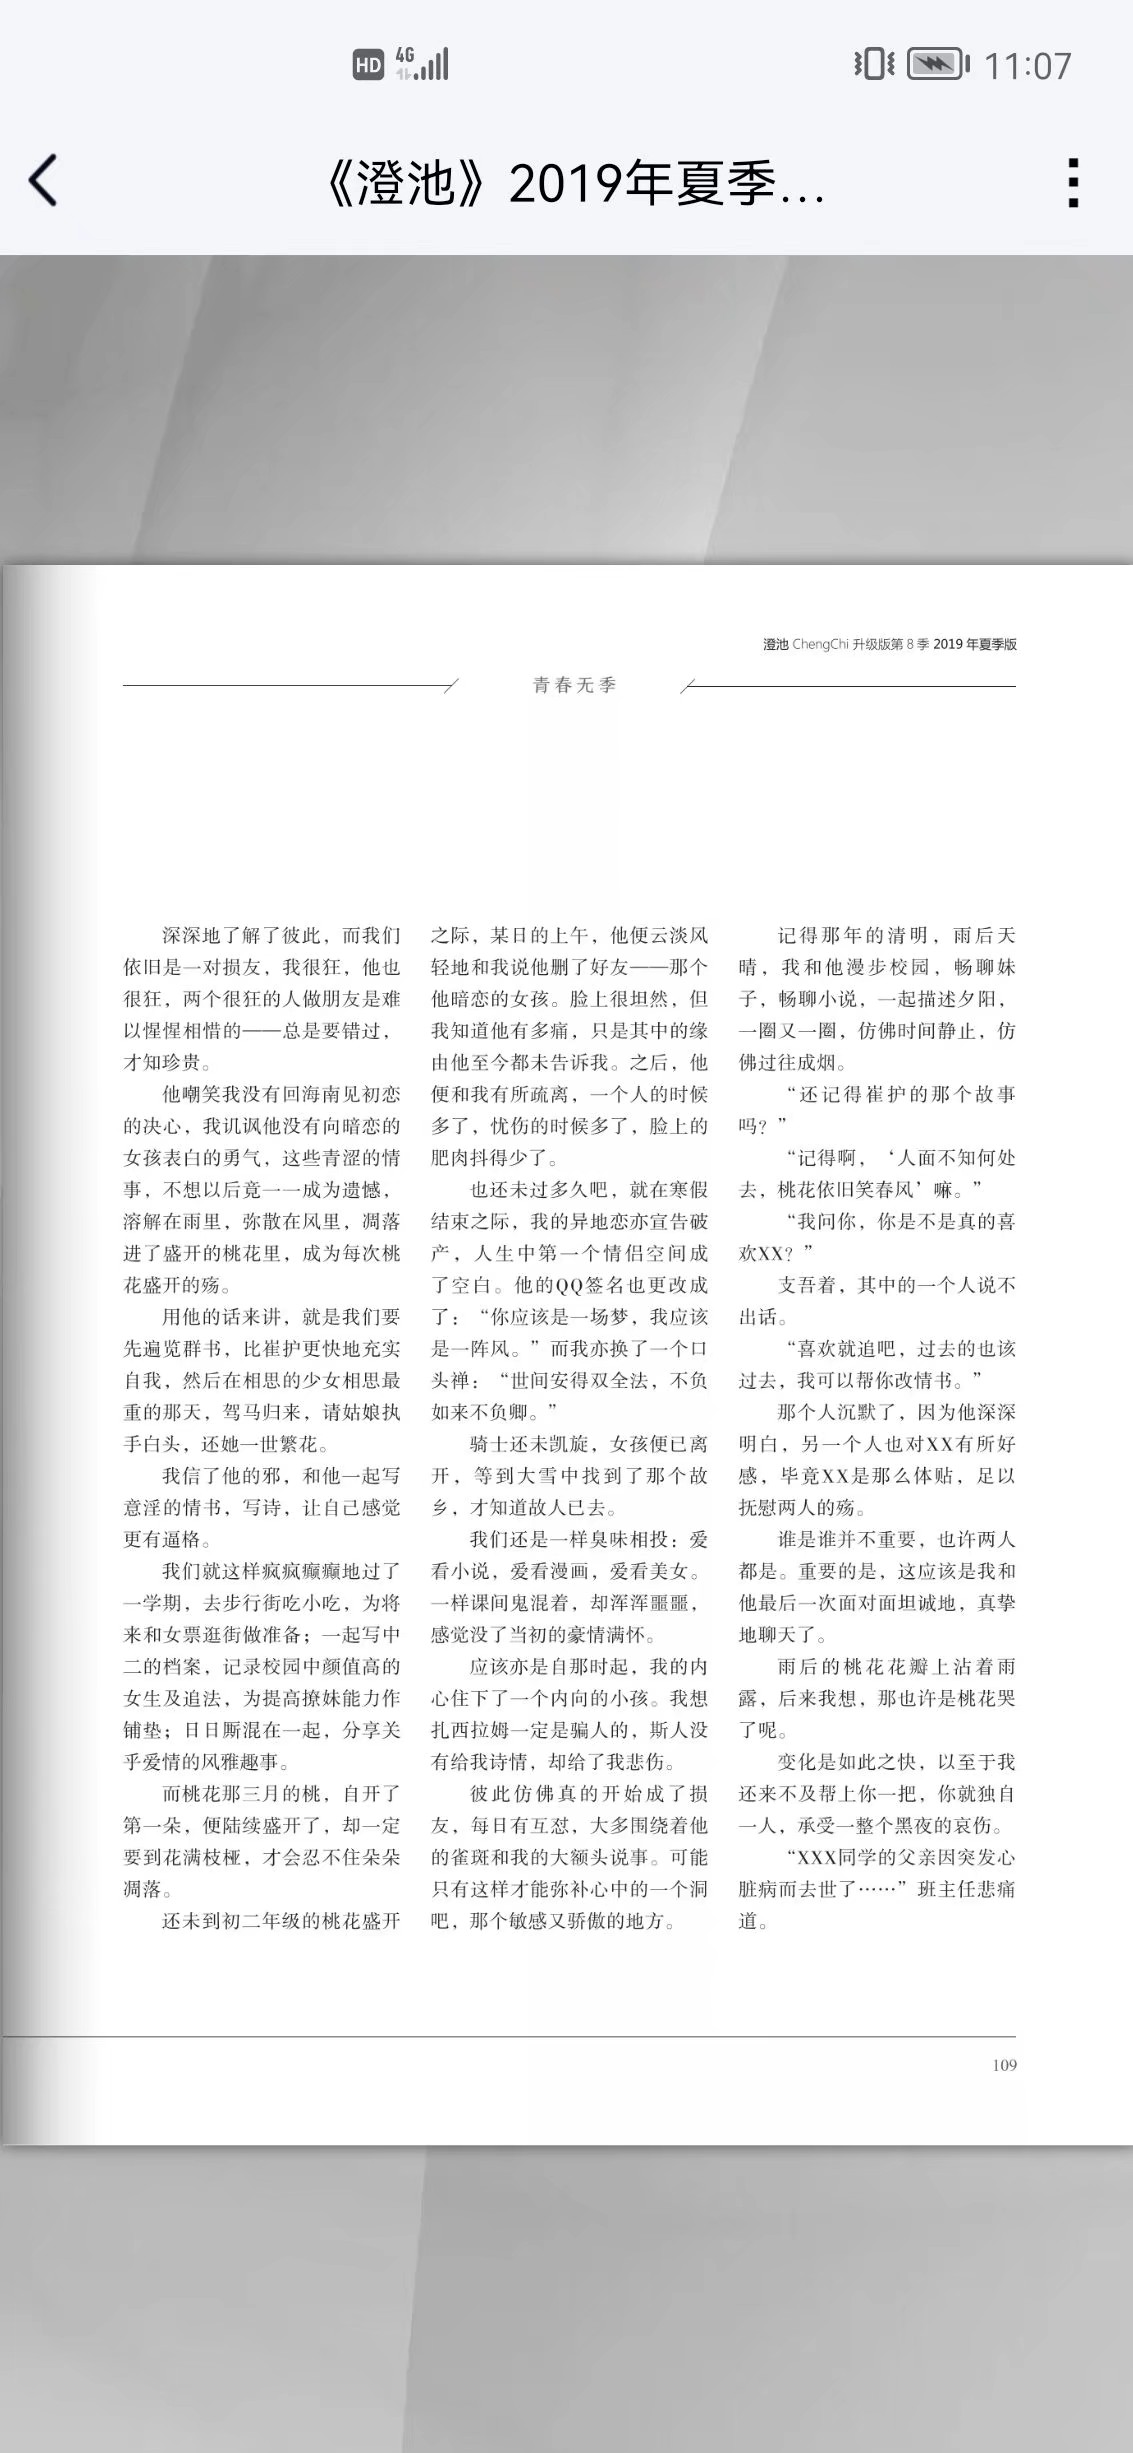 HD 4G 11:07
《澄池》2019年夏季...
澄池 ChengChi 升级版第 8 季 2019 年夏季版
青春无季
深深地了解了彼此，而我们
依旧是一对损友，我很狂，他也
很狂，两个很狂的人做朋友是难
以惺惺相惜的——总是要错过，
才知珍贵。
他嘲笑我没有回海南见初恋
的决心，我讥讽他没有向暗恋的
女孩表白的勇气，这些青涩的情
事，不想以后竟一一成为遗憾，
溶解在雨里，弥散在风里，凋落
进了盛开的桃花里，成为每次桃
花盛开的殇。
用他的话来讲，就是我们要
先遍览群书，比崔护更快地充实
自我，然后在相思的少女相思最
重的那天，驾马归来，请姑娘执
手白头，还她一世繁花。
我信了他的邪，和他一起写
意淫的情书，写诗，让自己感觉
更有逼格。
我们就这样疯疯癫癫地过了
一学期，去步行街吃小吃，为将
来和女票逛街做准备；一起写中
二的档案，记录校园中颜值高的
女生及追法，为提高撩妹能力作
铺垫；日日厮混在一起，分享关
乎爱情的风雅趣事。
而桃花那三月的桃，自开了
第一朵，便陆续盛开了，却一定
要到花满枝桠，才会忍不住朵朵
凋落。
还未到初二年级的桃花盛开
之际，某日的上午，他便云淡风
轻地和我说他删了好友——那个
他暗恋的女孩。脸上很坦然，但
我知道他有多痛，只是其中的缘
由他至今都未告诉我。之后，他
便和我有所疏离，一个人的时候
多了，忧伤的时候多了，脸上的
肥肉抖得少了。
也还未过多久吧，就在寒假
结束之际，我的异地恋亦宣告破
产，人生中第一个情侣空间成
了空白。他的QQ签名也更改成
了：“你应该是一场梦，我应该
是一阵风。”而我亦换了一个口
头禅：“世间安得双全法，不负
如来不负卿。”
骑士还未凯旋，女孩便已离
开，等到大雪中找到了那个故
乡，才知道故人已去。
我们还是一样臭味相投：爱
看小说，爱看漫画，爱看美女。
一样课间鬼混着，却浑浑噩噩，
感觉没了当初的豪情满怀。
应该亦是自那时起，我的内
心住下了一个内向的小孩。我想
扎西拉姆一定是骗人的，斯人没
有给我诗情，却给了我悲伤。
彼此仿佛真的开始成了损
友，每日有互怼，大多围绕着他
的雀斑和我的大额头说事。可能
只有这样才能弥补心中的一个洞
吧，那个敏感又骄傲的地方。
记得那年的清明，雨后天
晴，我和他漫步校园，畅聊妹
子，畅聊小说，一起描述夕阳，
一圈又一圈，仿佛时间静止，仿
佛过往成烟。
“还记得崔护的那个故事
吗？”
“记得啊，‘人面不知何处
去，桃花依旧笑春风’嘛。”
“我问你，你是不是真的喜
欢XX？”
支吾着，其中的一个人说不
出话。
“喜欢就追吧，过去的也该
过去，我可以帮你改情书。”
那个人沉默了，因为他深深
明白，另一个人也对XX有所好
感，毕竟XX是那么体贴，足以
抚慰两人的殇。
谁是谁并不重要，也许两人
都是。重要的是，这应该是我和
他最后一次面对面坦诚地，真挚
地聊天了。
雨后的桃花花瓣上沾着雨
露，后来我想，那也许是桃花哭
了呢。
变化是如此之快，以至于我
还来不及帮上你一把，你就独自
一人，承受一整个黑夜的哀伤。
“XXX同学的父亲因突发心
脏病而去世了……”班主任悲痛
道。
109